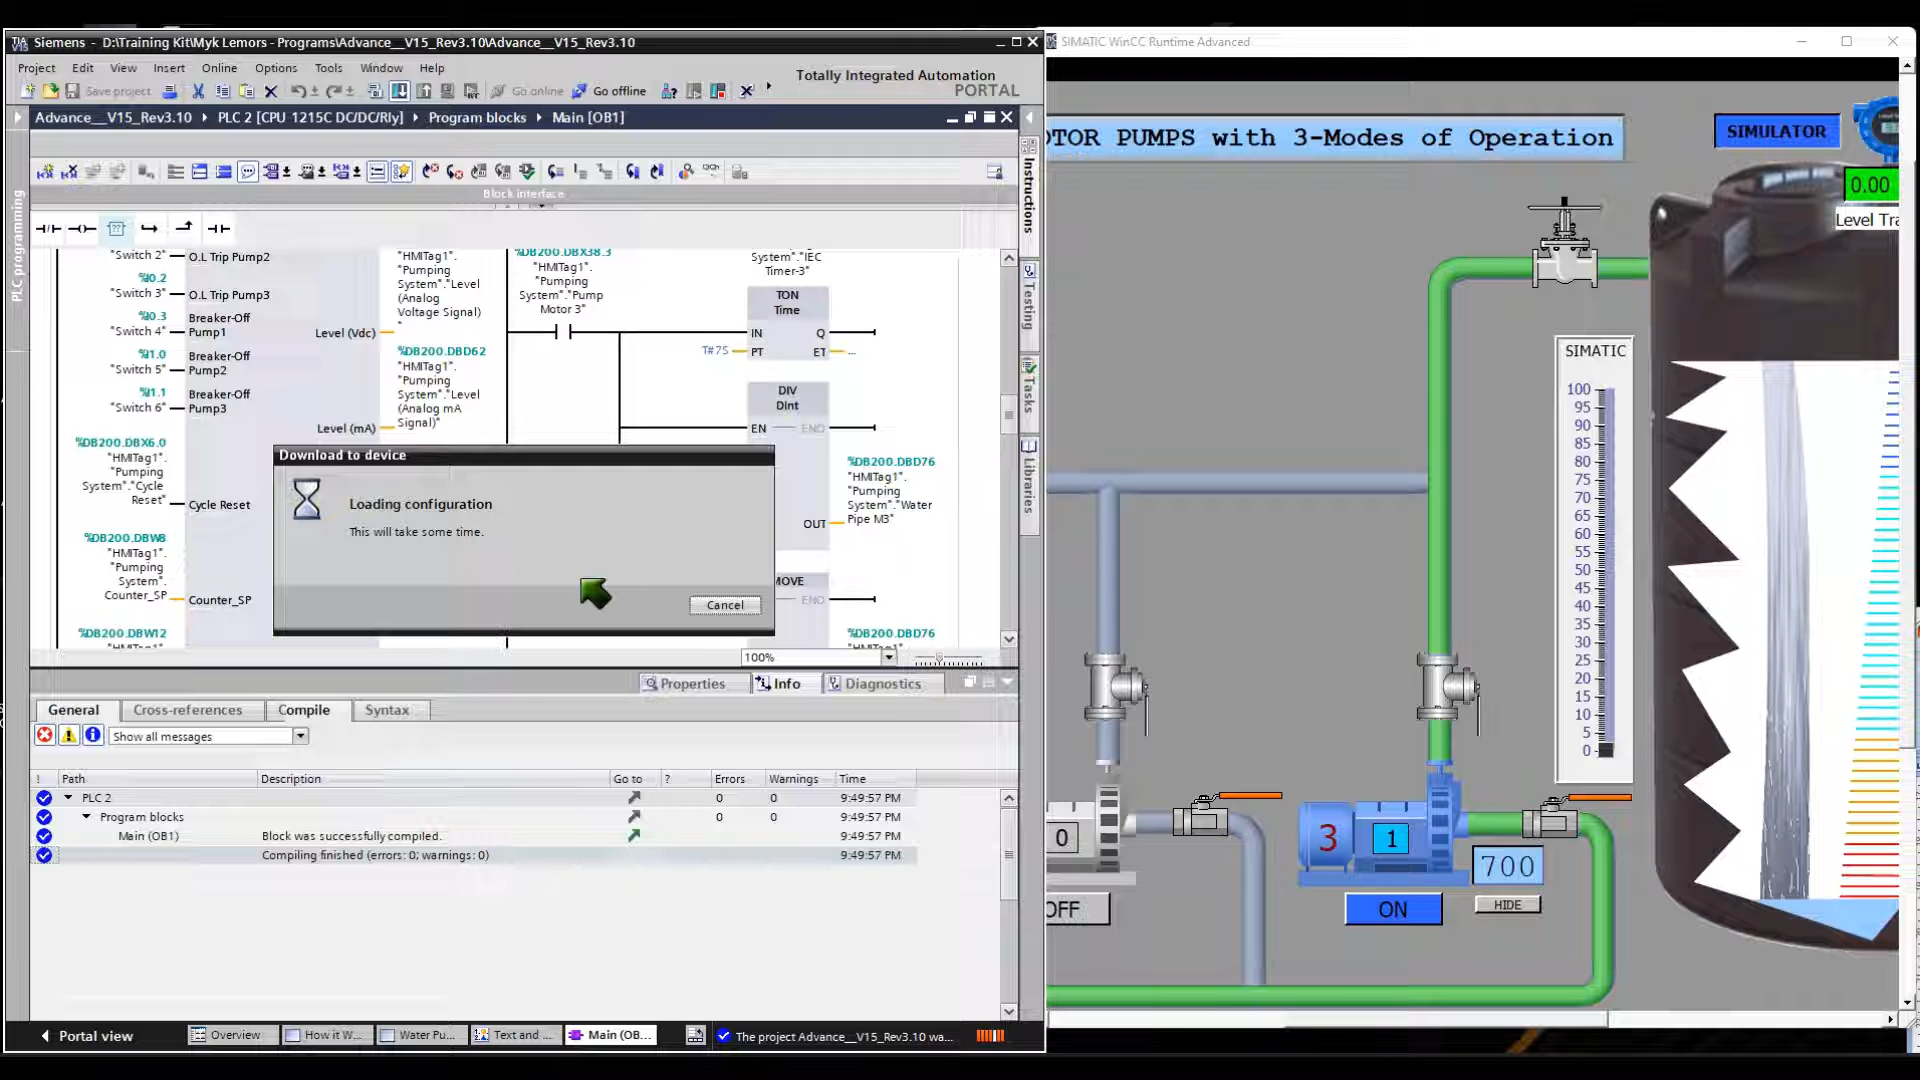 Siemens - D:\Training Kit\Myk Lemors - Programs\Advance__V15_Rev3.10\Advance__V15_Rev3.10
Project Edit View Insert Online Options Tools Window Help
Totally Integrated Automation
PORTAL
Save project Go online Go offline
Advance__V15_Rev3.10 PLC 2 [CPU 1215C DC/DC/Rly] Program blocks Main [OB1]
Block interface
PLC programming
"Switch 2"
O.L Trip Pump2
%I0.2
"Switch 3"
O.L Trip Pump3
%I0.3
"Switch 4"
Breaker-Off
Pump1
%I1.0
"Switch 5"
Breaker-Off
Pump2
%I1.1
"Switch 6"
Breaker-Off
Pump3
%DB200.DBX6.0
"HMITag1".
"Pumping
System"."Cycle
Reset"
Cycle Reset
%DB200.DBW8
"HMITag1".
"Pumping
System".
Counter_SP
Counter_SP
%DB200.DBW12
"HMITag1".
"Pumping
System"."Level
(Analog
Voltage Signal)
"
Level (Vdc)
%DB200.DBD62
"HMITag1".
"Pumping
System"."Level
(Analog mA
Signal)"
Level (mA)
%DB200.DBX38.3
"HMITag1".
"Pumping
System"."Pump
Motor 3"
System"."IEC
Timer-3"
TON
Time
IN Q
T#7S PT ET ...
DIV
DInt
EN ENO
%DB200.DBD76
"HMITag1".
"Pumping
System"."Water
Pipe M3"
OUT
MOVE
ENO
%DB200.DBD76
Download to device
Loading configuration
This will take some time.
Cancel
100%
Instructions
Testing
Tasks
Libraries
Properties Info Diagnostics
General Cross-references Compile Syntax
Show all messages
! Path Description Go to ? Errors Warnings Time
PLC 2 0 0 9:49:57 PM
Program blocks 0 0 9:49:57 PM
Main (OB1) Block was successfully compiled. 9:49:57 PM
Compiling finished (errors: 0; warnings: 0) 9:49:57 PM
Portal view Overview How it W... Water Pu... Text and ... Main (OB... The project Advance__V15_Rev3.10 wa...
SIMATIC WinCC Runtime Advanced
OTOR PUMPS with 3-Modes of Operation
SIMULATOR
0.00
Level Tra
SIMATIC
100
95
90
85
80
75
70
65
60
55
50
45
40
35
30
25
20
15
10
5
0
0
OFF
3 1
700
ON
HIDE